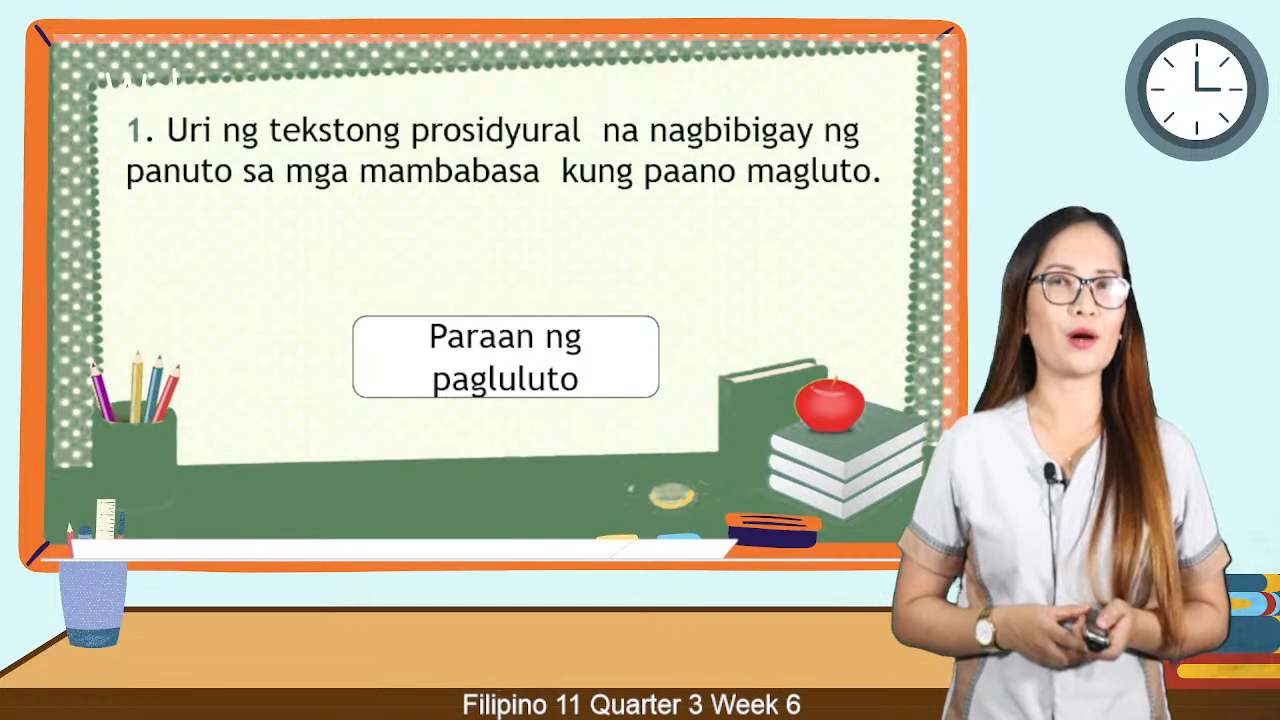 1. Uri ng tekstong prosidyural na nagbibigay ng
panuto sa mga mambabasa kung paano magluto.
Paraan ng
pagluluto
Filipino 11 Quarter 3 Week 6